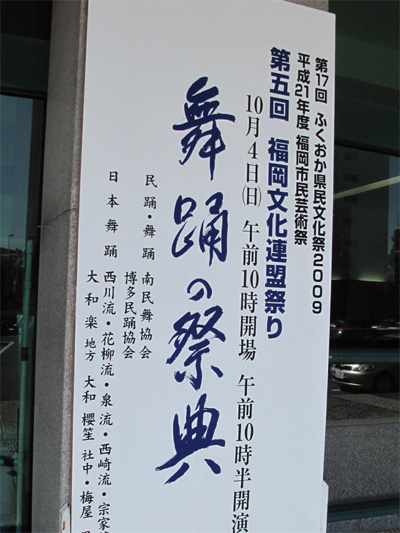 第17回 ふくおか県民文化祭2009
平成21年度 福岡市民芸術祭
第五回 福岡文化連盟祭り
10月4日(日) 午前10時開場 午前10時半開演
舞踊の祭典
民踊・舞踊 南民舞協会
博多民踊協会
日本舞踊 西川流・花柳流・泉流・西崎流・宗家
大和楽 地方 大和櫻笙社中・梅屋